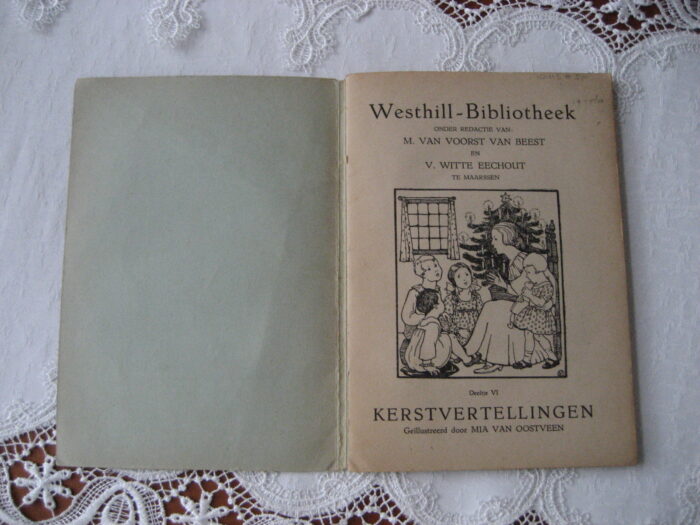 Westhill-Bibliotheek
ONDER REDACTIE VAN:
M. VAN VOORST VAN BEEST
EN
V. WITTE EECHOUT
TE MAARSSEN
Deeltje VI
KERSTVERTELLINGEN
Geïllustreerd door MIA VAN OOSTVEEN